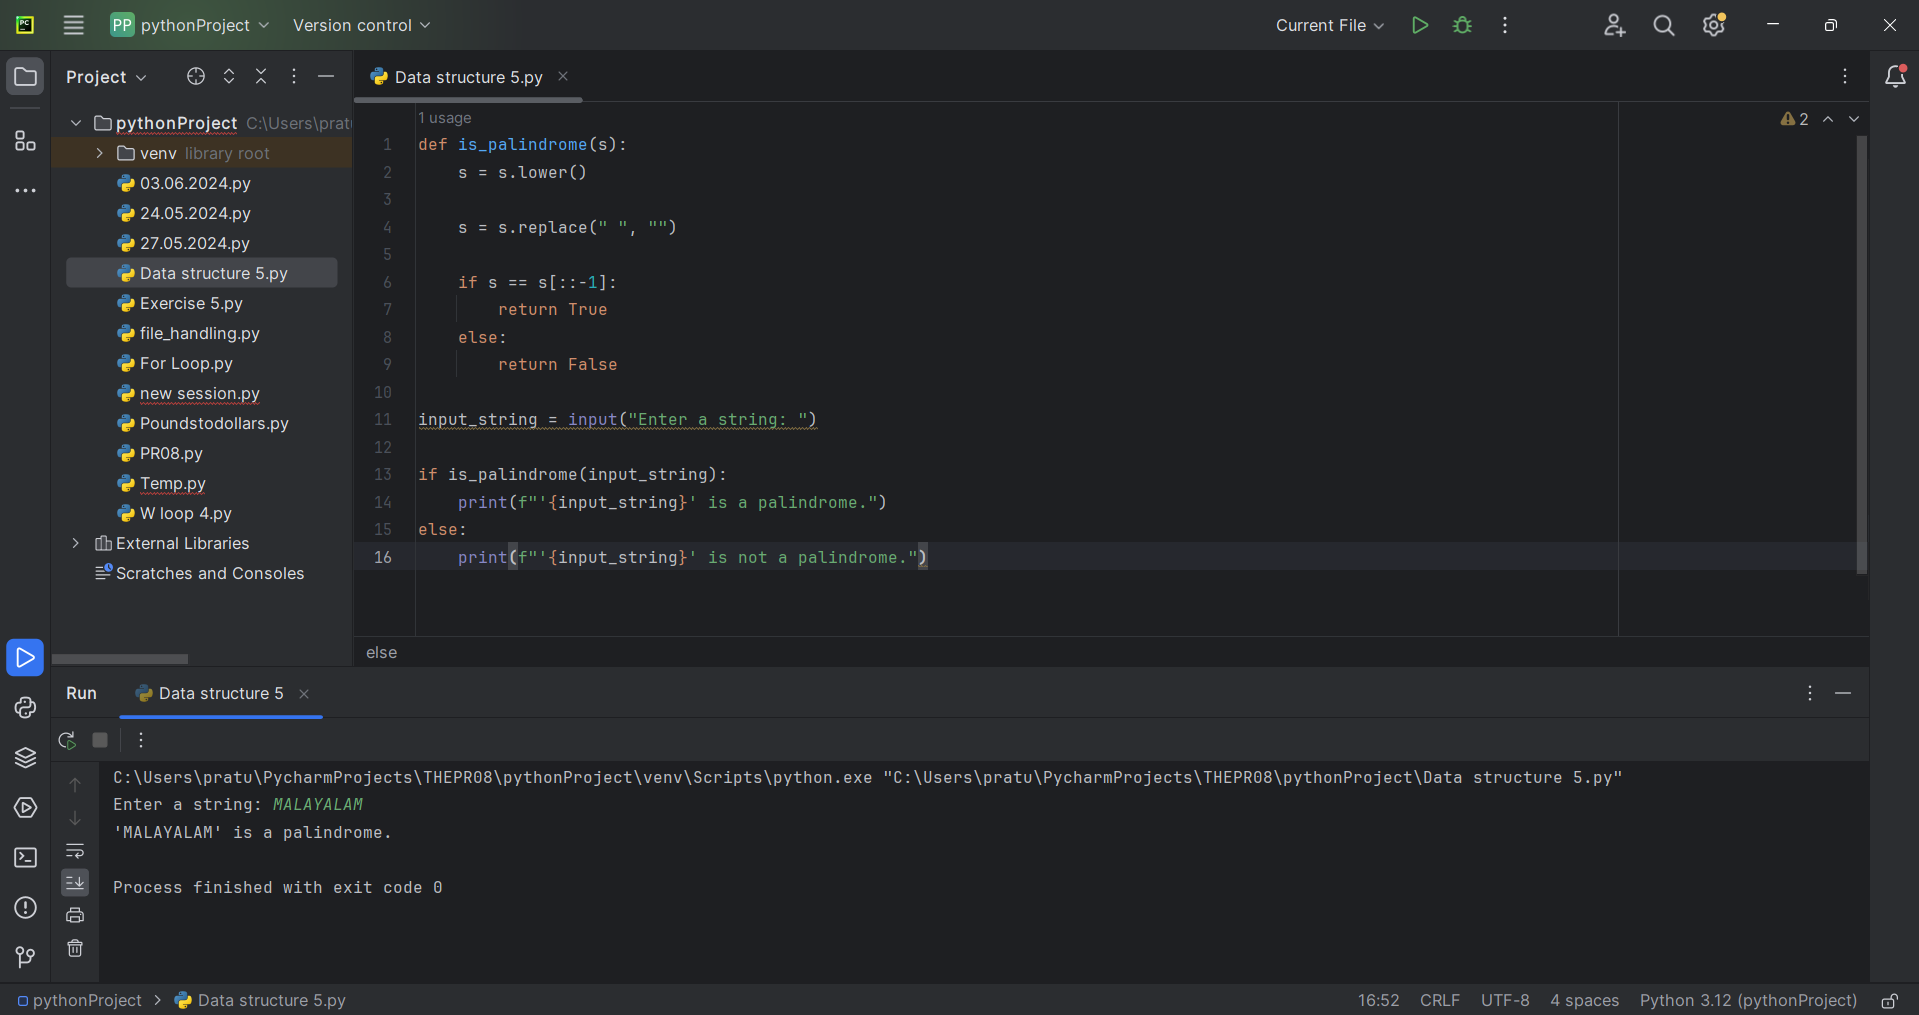 PC
PP pythonProject
Version control
Current File
Project
Data structure 5.py
pythonProject C:\Users\prat
venv library root
03.06.2024.py
24.05.2024.py
27.05.2024.py
Data structure 5.py
Exercise 5.py
file_handling.py
For Loop.py
new session.py
Poundstodollars.py
PR08.py
Temp.py
W loop 4.py
External Libraries
Scratches and Consoles
1 usage
2
1 def is_palindrome(s):
2     s = s.lower()
3
4     s = s.replace(" ", "")
5
6     if s == s[::-1]:
7         return True
8     else:
9         return False
10
11 input_string = input("Enter a string: ")
12
13 if is_palindrome(input_string):
14     print(f"'{input_string}' is a palindrome.")
15 else:
16     print(f"'{input_string}' is not a palindrome.")
else
Run
Data structure 5
C:\Users\pratu\PycharmProjects\THEPR08\pythonProject\venv\Scripts\python.exe "C:\Users\pratu\PycharmProjects\THEPR08\pythonProject\Data structure 5.py"
Enter a string: MALAYALAM
'MALAYALAM' is a palindrome.
Process finished with exit code 0
pythonProject > Data structure 5.py
16:52 CRLF UTF-8 4 spaces Python 3.12 (pythonProject)